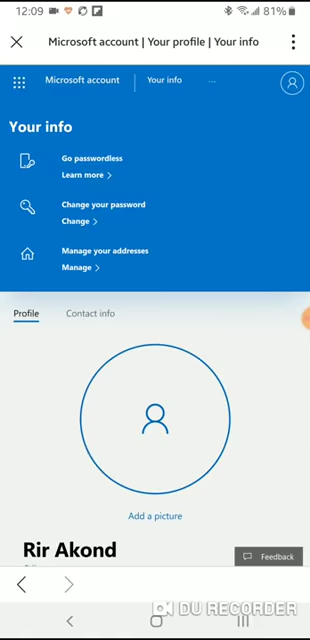 12:09 81%
Microsoft account | Your profile | Your info
Microsoft account Your info ...
Your info
Go passwordless
Learn more
Change your password
Change
Manage your addresses
Manage
Profile Contact info
Add a picture
Rir Akond
Feedback
DU RECORDER